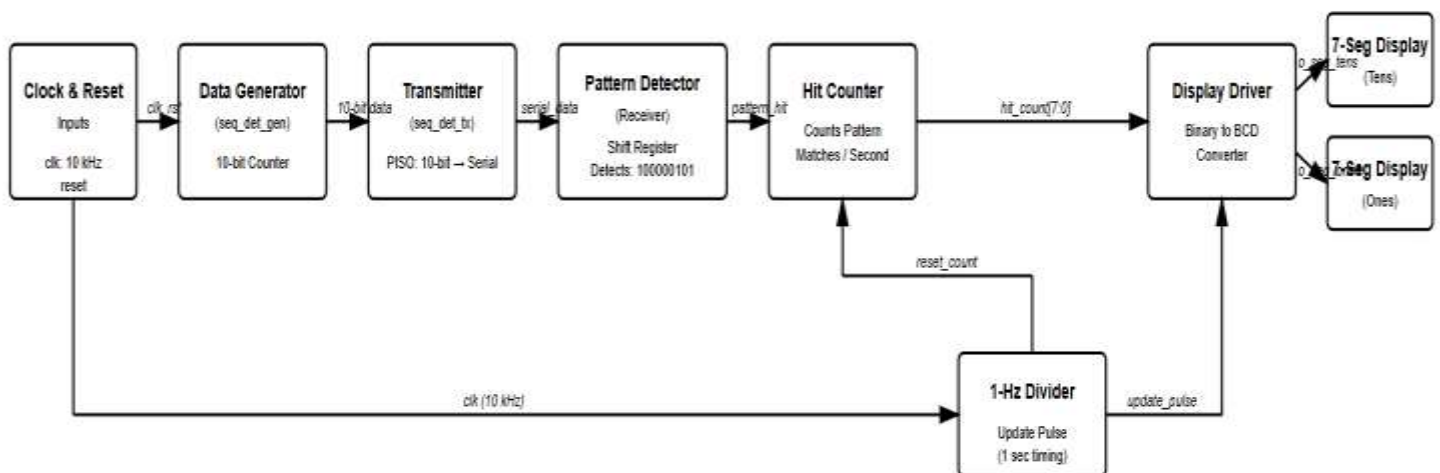 Clock & Reset
Inputs
clk: 10 kHz
reset
clk_rst
Data Generator
(seq_det_gen)
10-bit Counter
10-bit data
Transmitter
(seq_det_tx)
PISO: 10-bit → Serial
serial_data
Pattern Detector
(Receiver)
Shift Register
Detects: 100000101
pattern_hit
Hit Counter
Counts Pattern
Matches / Second
hit_count[7:0]
Display Driver
Binary to BCD
Converter
o_seg_tens
7-Seg Display
(Tens)
7-Seg Display
(Ones)
reset_count
clk (10 kHz)
1-Hz Divider
Update Pulse
(1 sec timing)
update_pulse